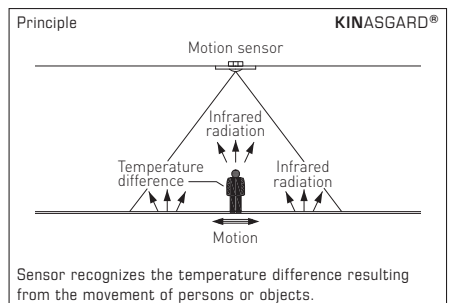 Principle
KINASGARD®
Motion sensor
Infrared
radiation
Temperature
difference
Infrared
radiation
Motion
Sensor recognizes the temperature difference resulting
from the movement of persons or objects.